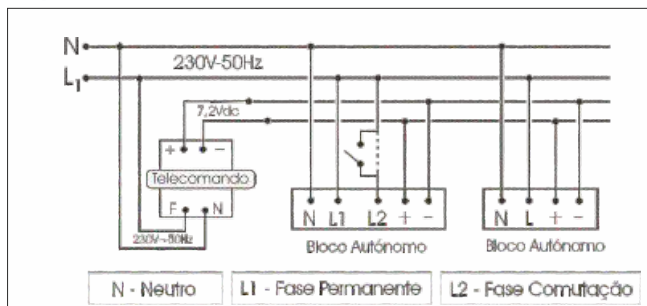 N
L1
230V-50Hz
7,2Vdc
+ -
Telecomando
F N
230V~50Hz
N L1 L2 + -
Bloco Autónomo
N L + -
Bloco Autónomo
N - Neutro
L1 - Fase Permanente
L2 - Fase Comutação